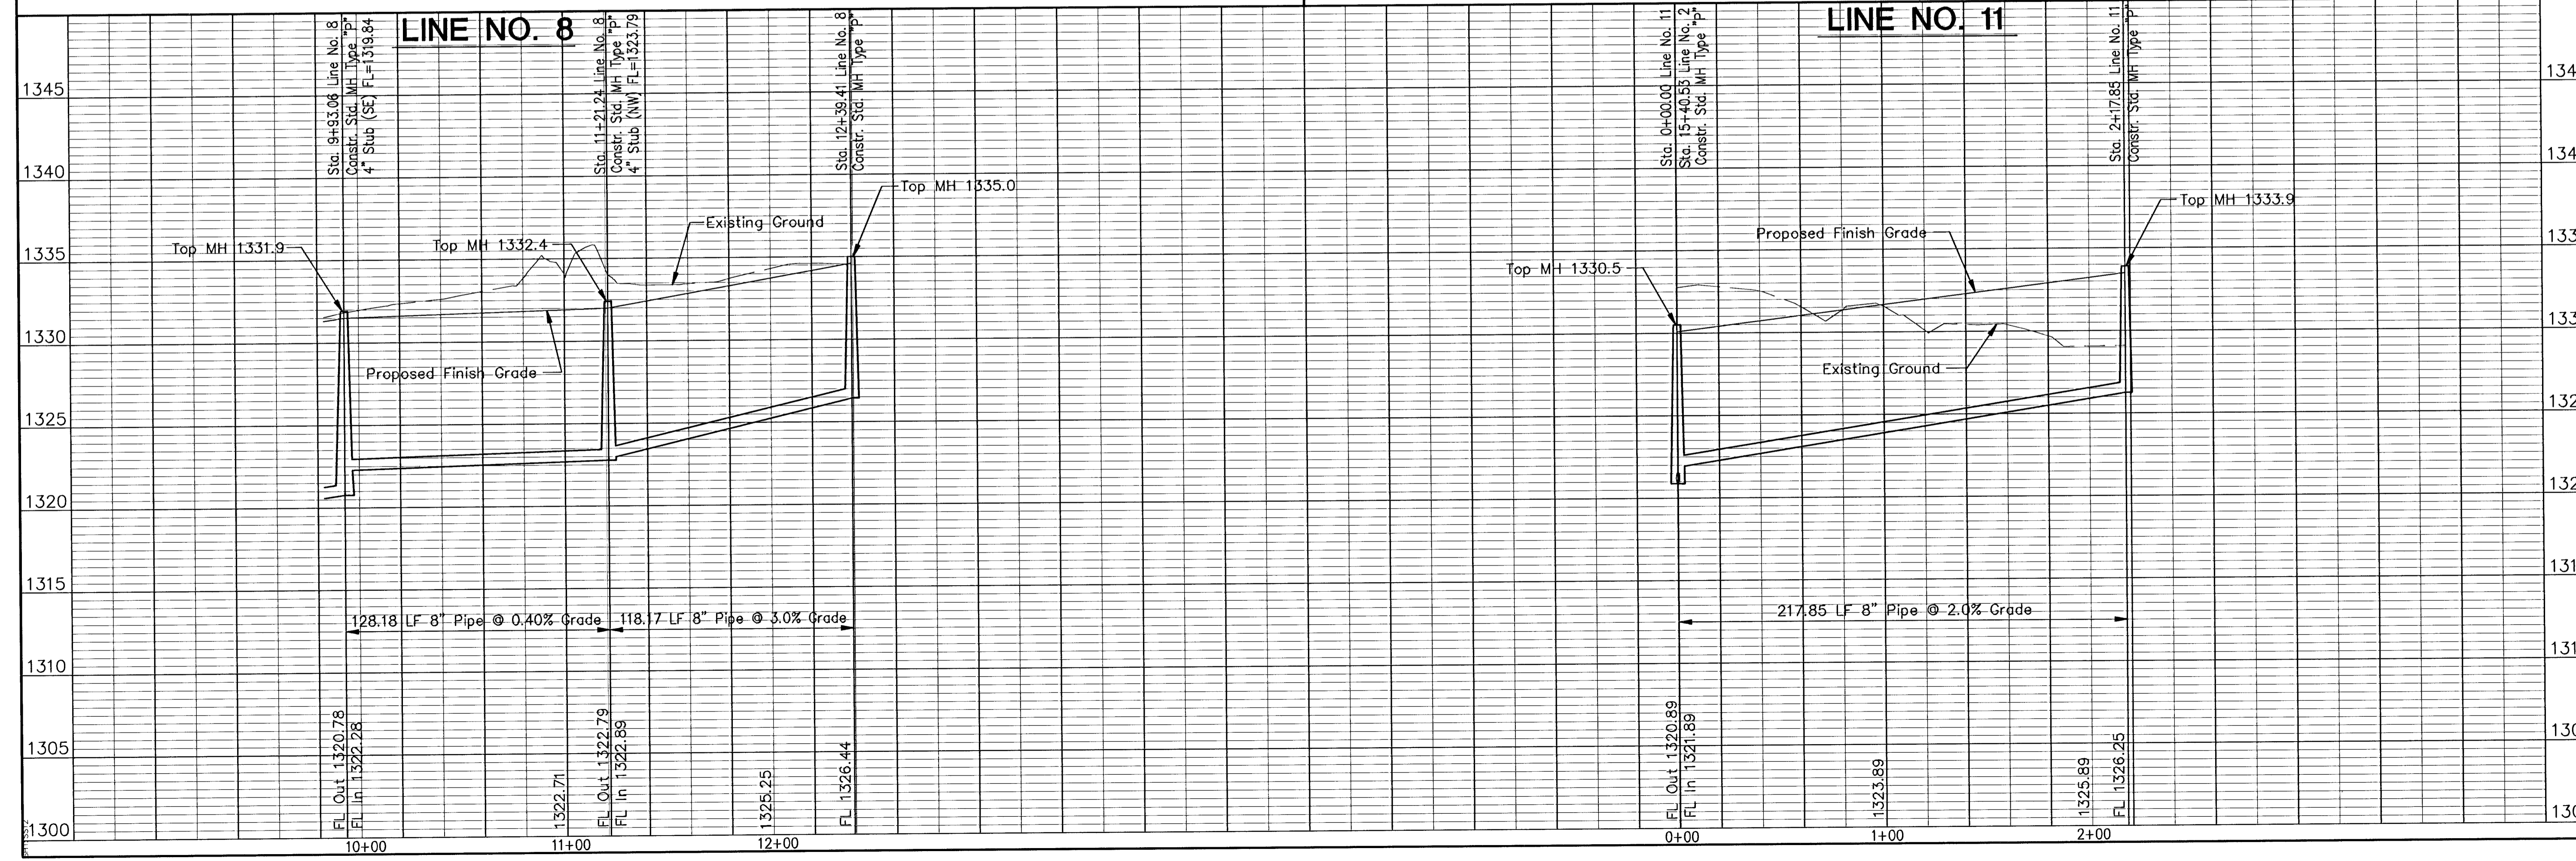 LINE NO. 8
LINE NO. 11
Sta. 9+93.06 Line No. 8
Constr. Std. MH Type "P"
4" Stub (SE) FL=1319.84
Sta. 11+21.24 Line No. 8
Constr. Std. MH Type "P"
4" Stub (NW) FL=1323.79
Sta. 12+39.41 Line No. 8
Constr. Std. MH Type "P"
Sta. 0+00.00 Line No. 11
Sta. 15+40.53 Line No. 2
Constr. Std. MH Type "P"
Sta. 2+17.85 Line No. 11
Constr. Std. MH Type "P"
1345
1340
1335
1330
1325
1320
1315
1310
1305
1300
Top MH 1331.9
Top MH 1332.4
Existing Ground
Top MH 1335.0
Proposed Finish Grade
Top MH 1330.5
Proposed Finish Grade
Top MH 1333.9
Existing Ground
128.18 LF 8" Pipe @ 0.40% Grade
118.17 LF 8" Pipe @ 3.0% Grade
217.85 LF 8" Pipe @ 2.0% Grade
FL Out 1320.78
FL In 1322.28
1322.71
FL Out 1322.79
FL In 1322.89
1325.25
FL 1326.44
FL Out 1320.89
FL In 1321.89
1323.89
1325.89
FL 1326.25
10+00
11+00
12+00
0+00
1+00
2+00
134
134
133
133
132
132
131
131
130
130